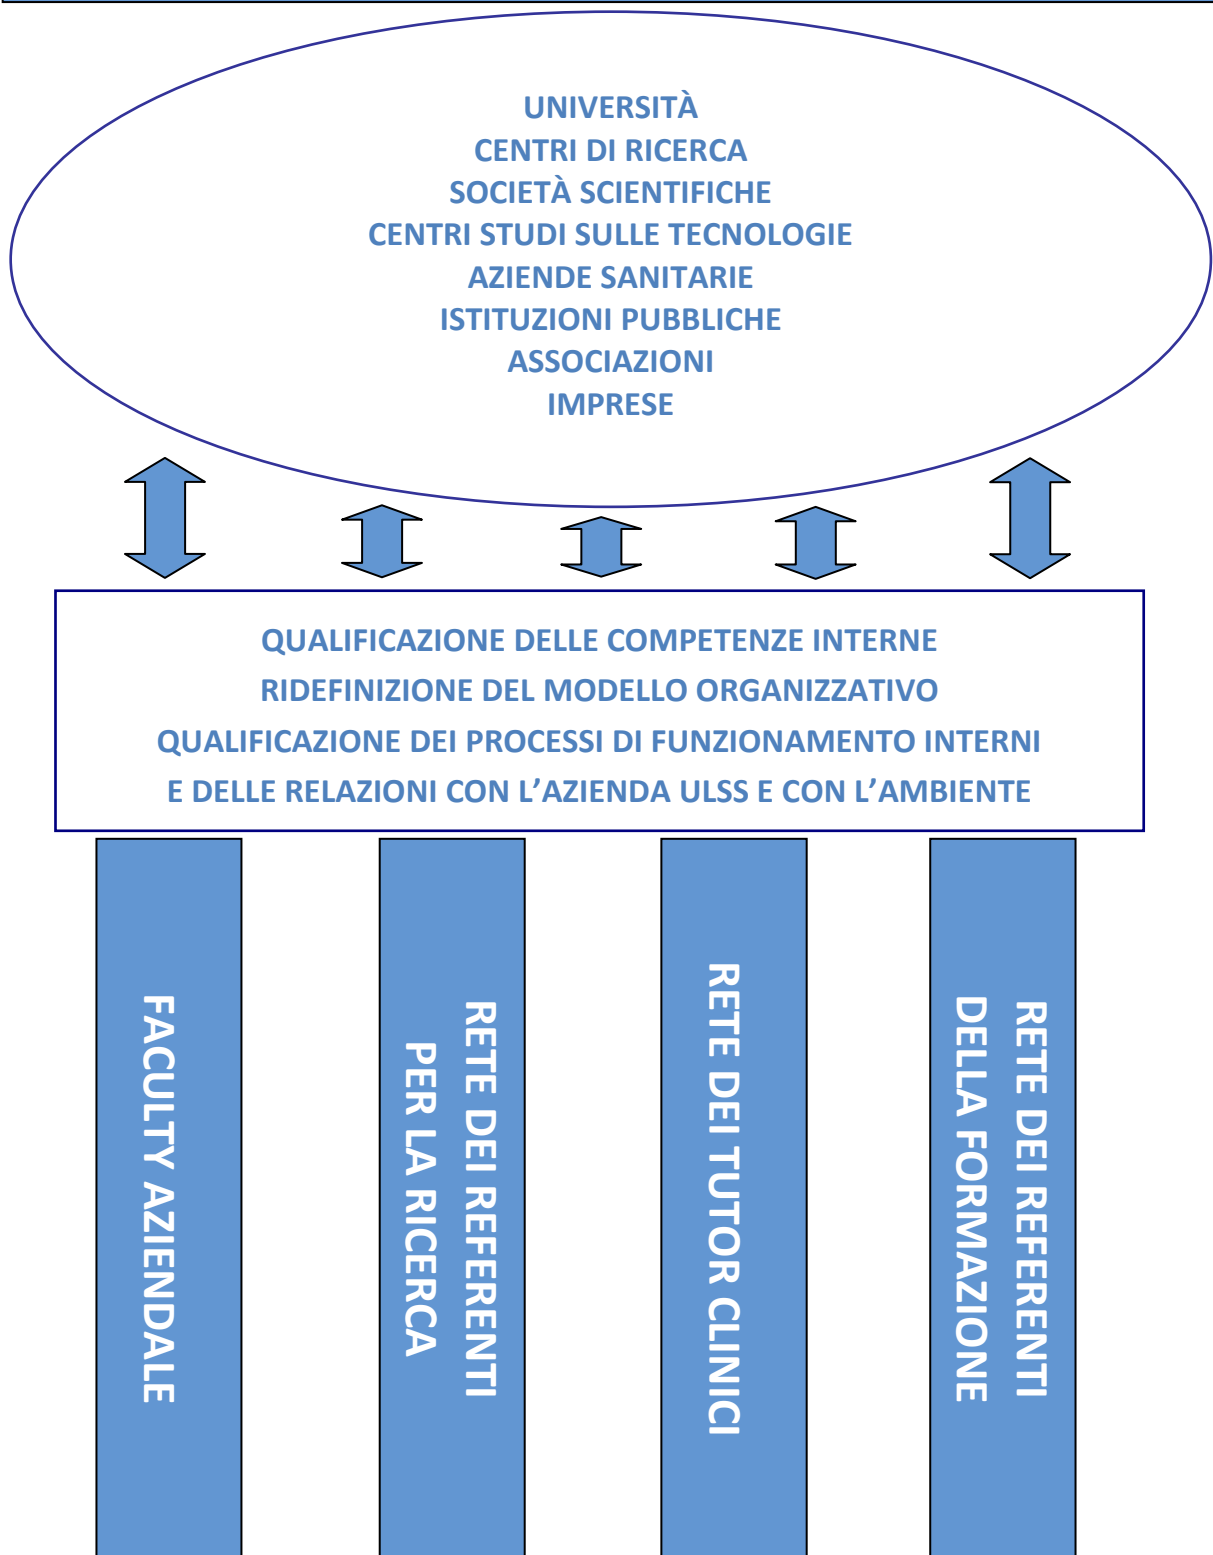 UNIVERSITÀ
CENTRI DI RICERCA
SOCIETÀ SCIENTIFICHE
CENTRI STUDI SULLE TECNOLOGIE
AZIENDE SANITARIE
ISTITUZIONI PUBBLICHE
ASSOCIAZIONI
IMPRESE
QUALIFICAZIONE DELLE COMPETENZE INTERNE
RIDEFINIZIONE DEL MODELLO ORGANIZZATIVO
QUALIFICAZIONE DEI PROCESSI DI FUNZIONAMENTO INTERNI
E DELLE RELAZIONI CON L’AZIENDA ULSS E CON L’AMBIENTE
FACULTY AZIENDALE
RETE DEI REFERENTI
PER LA RICERCA
RETE DEI TUTOR CLINICI
RETE DEI REFERENTI
DELLA FORMAZIONE